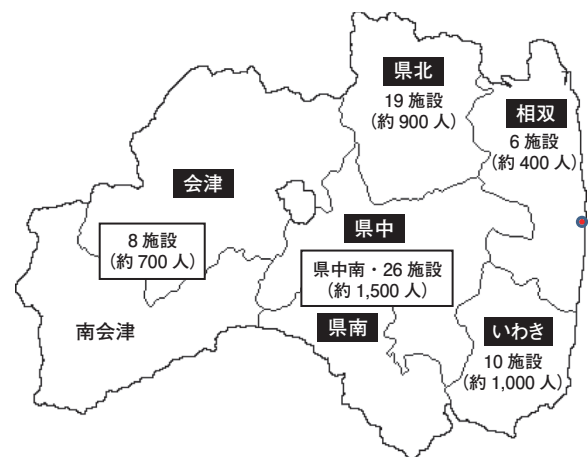 県北
19 施設
（約 900 人）
相双
6 施設
（約 400 人）
会津
8 施設
（約 700 人）
県中
県中南・26 施設
（約 1,500 人）
南会津
県南
いわき
10 施設
（約 1,000 人）